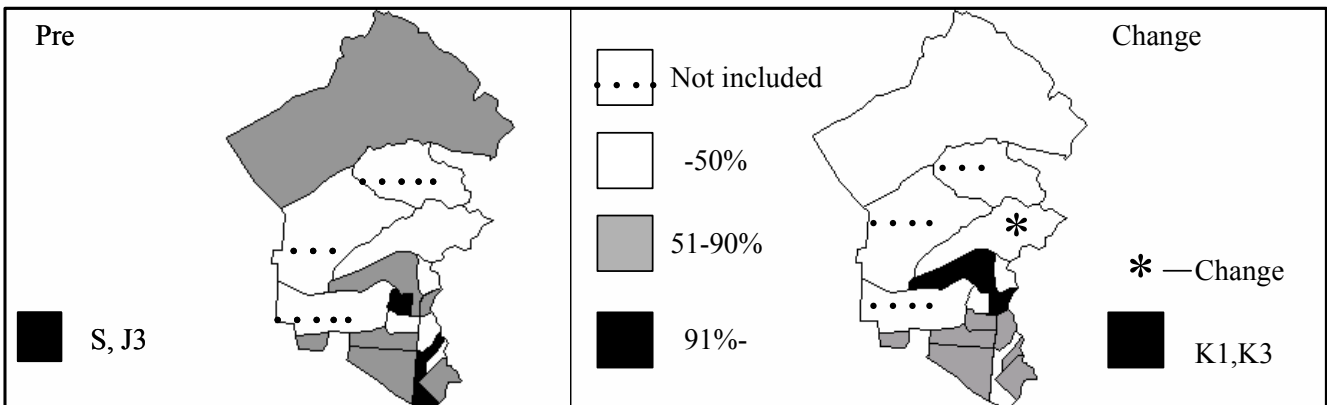 Pre
S, J3
Not included
-50%
51-90%
91%-
Change
* —Change
K1,K3